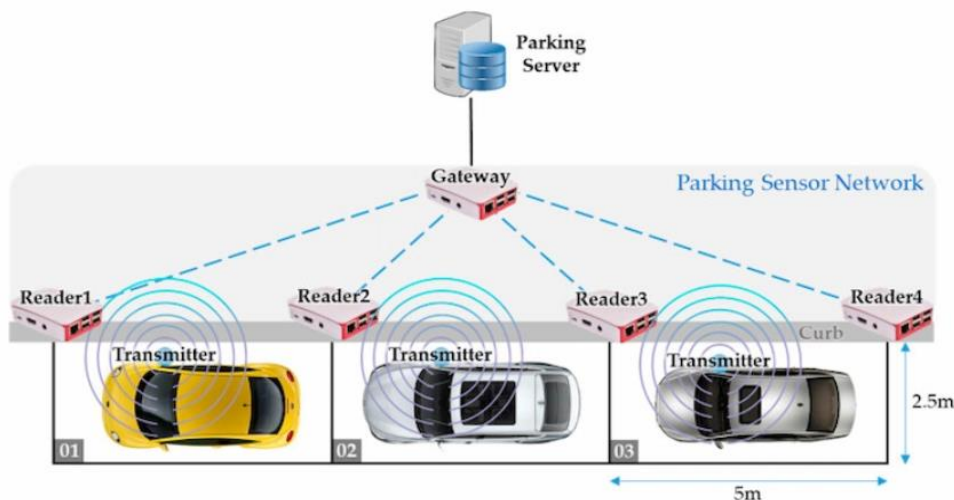 Parking
Server
Gateway
Parking Sensor Network
Reader1
Reader2
Reader3
Reader4
Curb
Transmitter
Transmitter
Transmitter
2.5m
01
02
03
5m